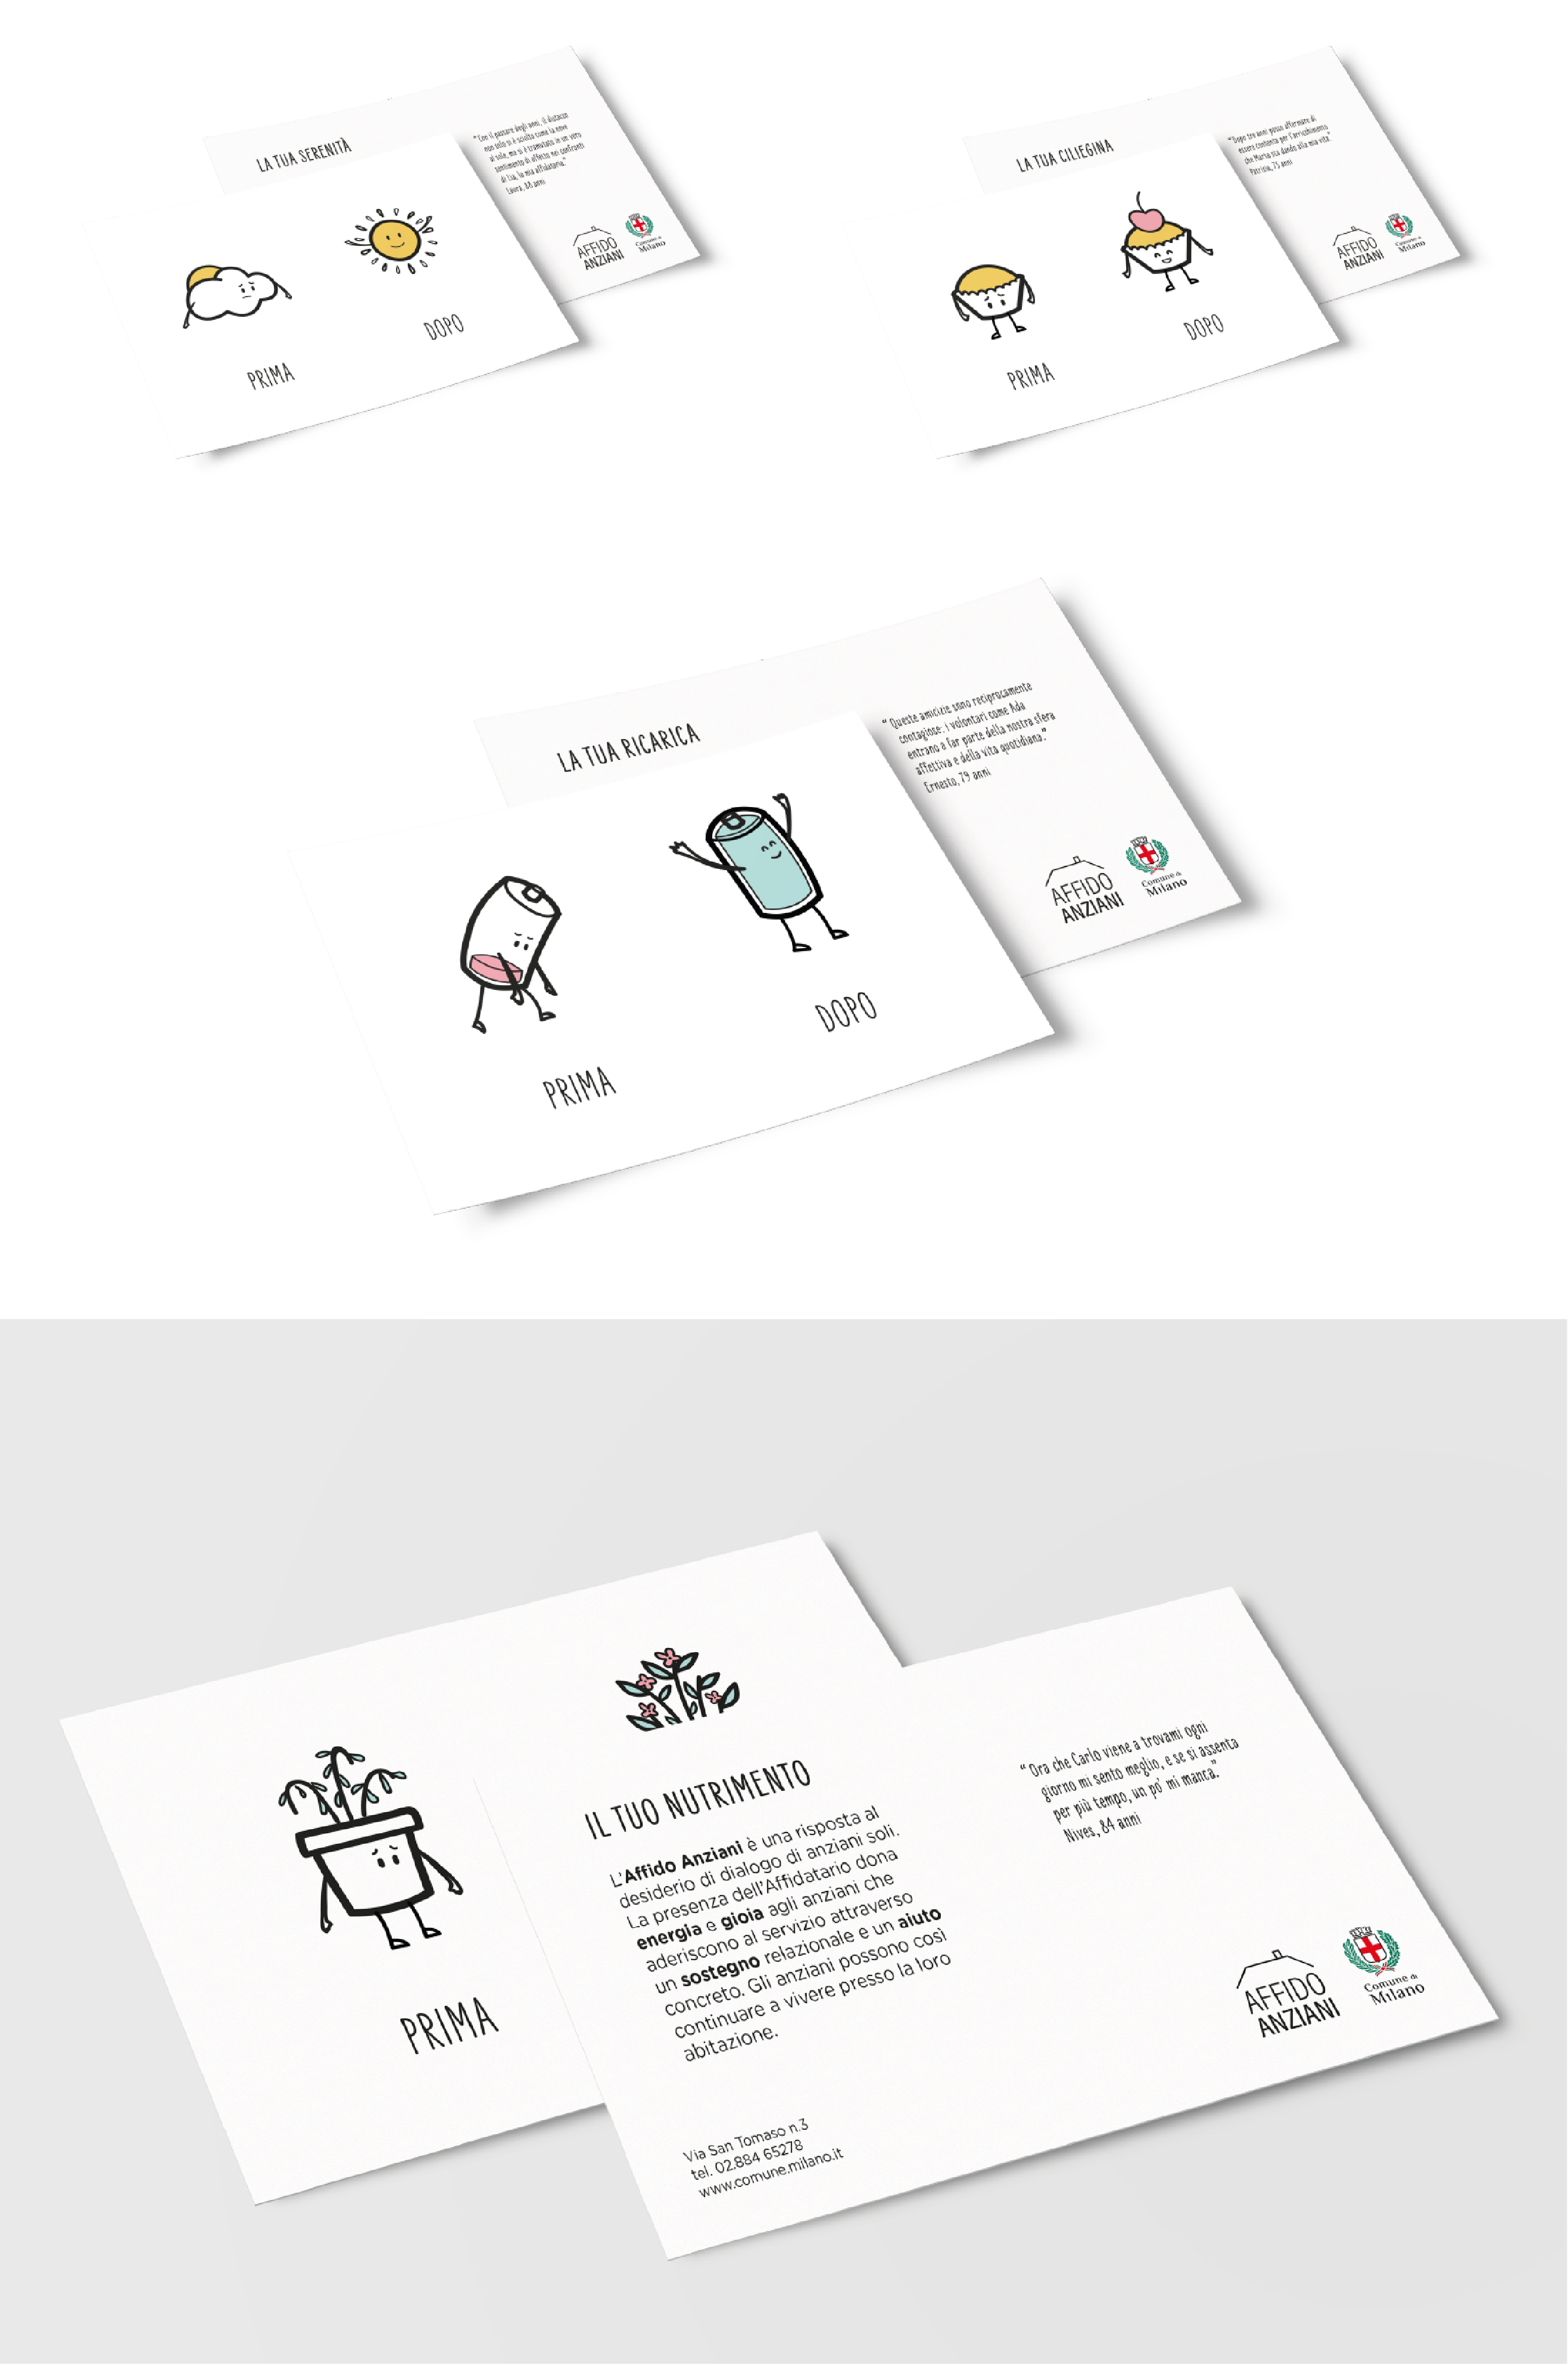 LA TUA SERENITÀ
"Con il passare degli anni, il distacco
non solo si è sciolto come la neve
al sole, ma si è tramutato in un vero
sentimento di affetto nei confronti
di Lia, la mia affidataria."
Laura, 88 anni
AFFIDO
ANZIANI
Comune di
Milano
PRIMA
DOPO
LA TUA CILIEGINA
"Dopo tre anni posso affermare di
essere contenta per l'arricchimento
che Marsa sta dando alla mia vita."
Patrizia, 75 anni
AFFIDO
ANZIANI
Comune di
Milano
PRIMA
DOPO
LA TUA RICARICA
"Queste amicizie sono reciprocamente
contagiose: i volontari come Ada
entrano a far parte della nostra sfera
affettiva e della vita quotidiana."
Ernesto, 79 anni
AFFIDO
ANZIANI
Comune di
Milano
PRIMA
DOPO
PRIMA
IL TUO NUTRIMENTO
L'Affido Anziani è una risposta al
desiderio di dialogo di anziani soli.
La presenza dell'Affidatario dona
energia e gioia agli anziani che
aderiscono al servizio attraverso
un sostegno relazionale e un aiuto
concreto. Gli anziani possono così
continuare a vivere presso la loro
abitazione.
Via San Tomaso n.3
tel. 02.884 65278
www.comune.milano.it
"Ora che Carlo viene a trovami ogni
giorno mi sento meglio, e se si assenta
per più tempo, un po' mi manca."
Nives, 84 anni
AFFIDO
ANZIANI
Comune di
Milano